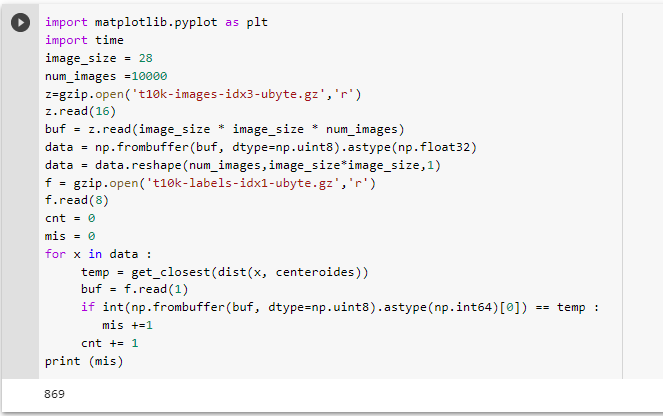 import matplotlib.pyplot as plt
import time
image_size = 28
num_images =10000
z=gzip.open('t10k-images-idx3-ubyte.gz','r')
z.read(16)
buf = z.read(image_size * image_size * num_images)
data = np.frombuffer(buf, dtype=np.uint8).astype(np.float32)
data = data.reshape(num_images,image_size*image_size,1)
f = gzip.open('t10k-labels-idx1-ubyte.gz','r')
f.read(8)
cnt = 0
mis = 0
for x in data :
     temp = get_closest(dist(x, centeroides))
     buf = f.read(1)
     if int(np.frombuffer(buf, dtype=np.uint8).astype(np.int64)[0]) == temp :
        mis +=1
     cnt += 1
print (mis)
869